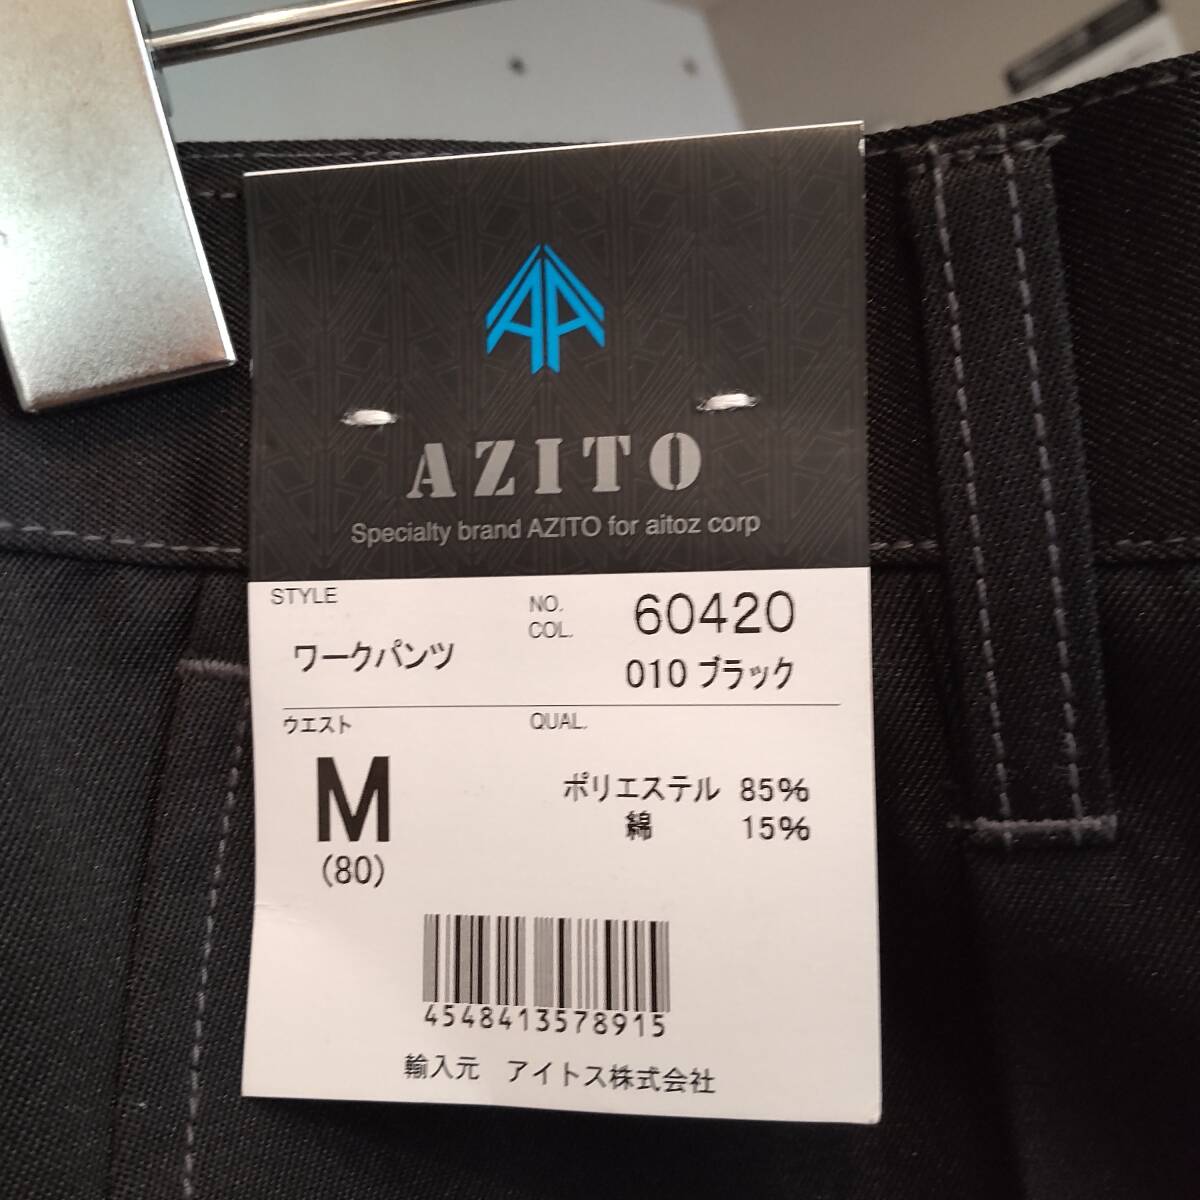 AZITO
Specialty brand AZITO for aitoz corp
STYLE
ワークパンツ
NO. 60420
COL. 010 ブラック
ウエスト
M
(80)
QUAL.
ポリエステル 85%
綿 15%
4548413578915
輸入元 アイトス株式会社